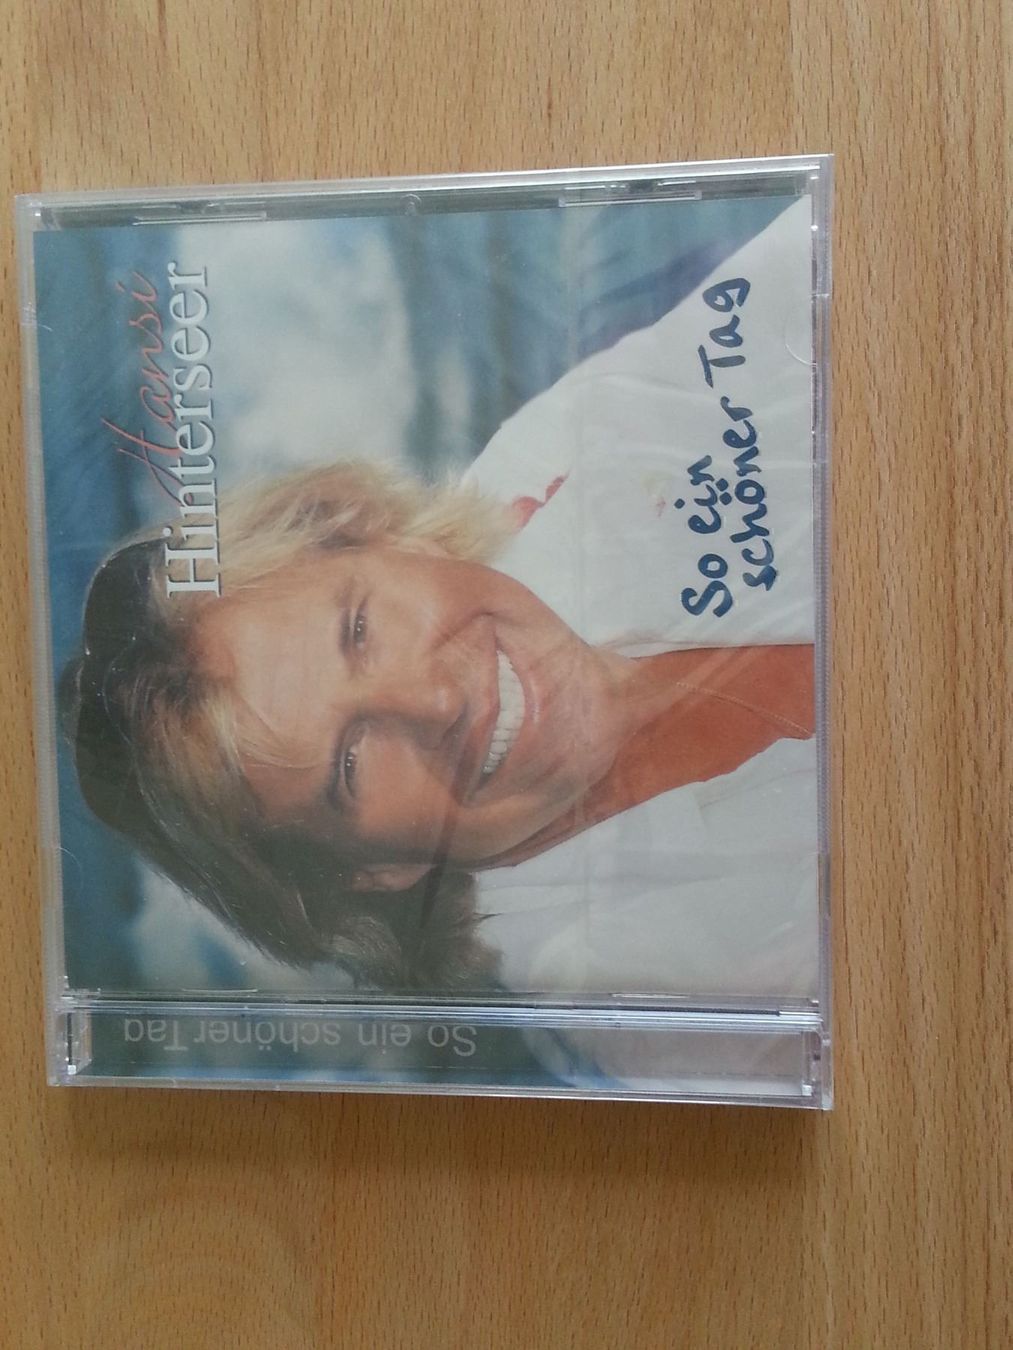 Hansi
Hinterseer
So ein
schöner Tag
So ein schöner Tag